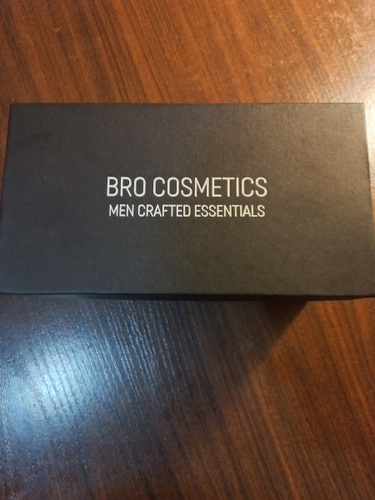 BRO COSMETICS
MEN CRAFTED ESSENTIALS